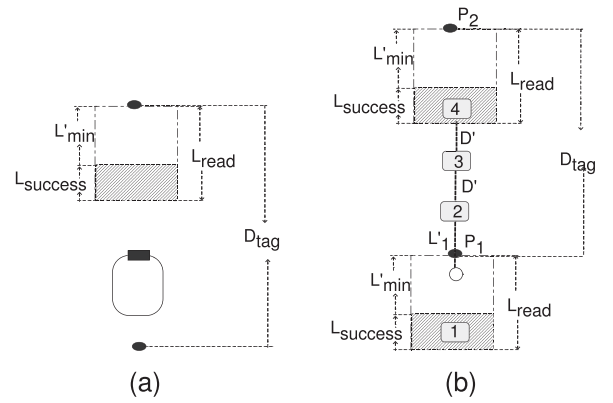 L'min
Lread
Lsuccess
Dtag
(a)
P2
L'min
Lread
Lsuccess
4
D'
3
Dtag
D'
2
L'1
P1
L'min
Lread
Lsuccess
1
(b)